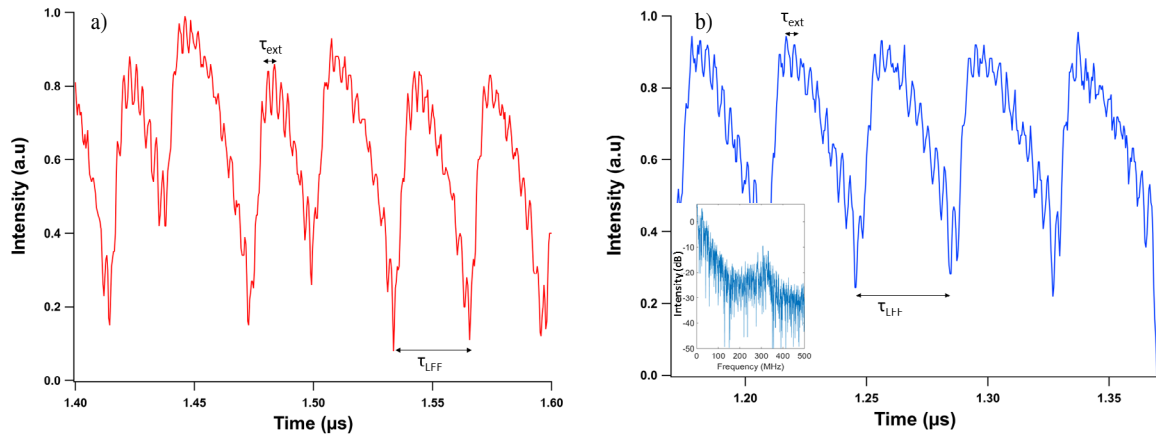 a)
τext
τLFF
Intensity (a.u)
1.0
0.8
0.6
0.4
0.2
0.0
1.40
1.45
1.50
1.55
1.60
Time (µs)
b)
τext
τLFF
Intensity (a.u)
1.0
0.8
0.6
0.4
0.2
0.0
1.20
1.25
1.30
1.35
Time (µs)
Intensity (dB)
0
-10
-20
-30
-40
-50
0
100
200
300
400
500
Frequency (MHz)